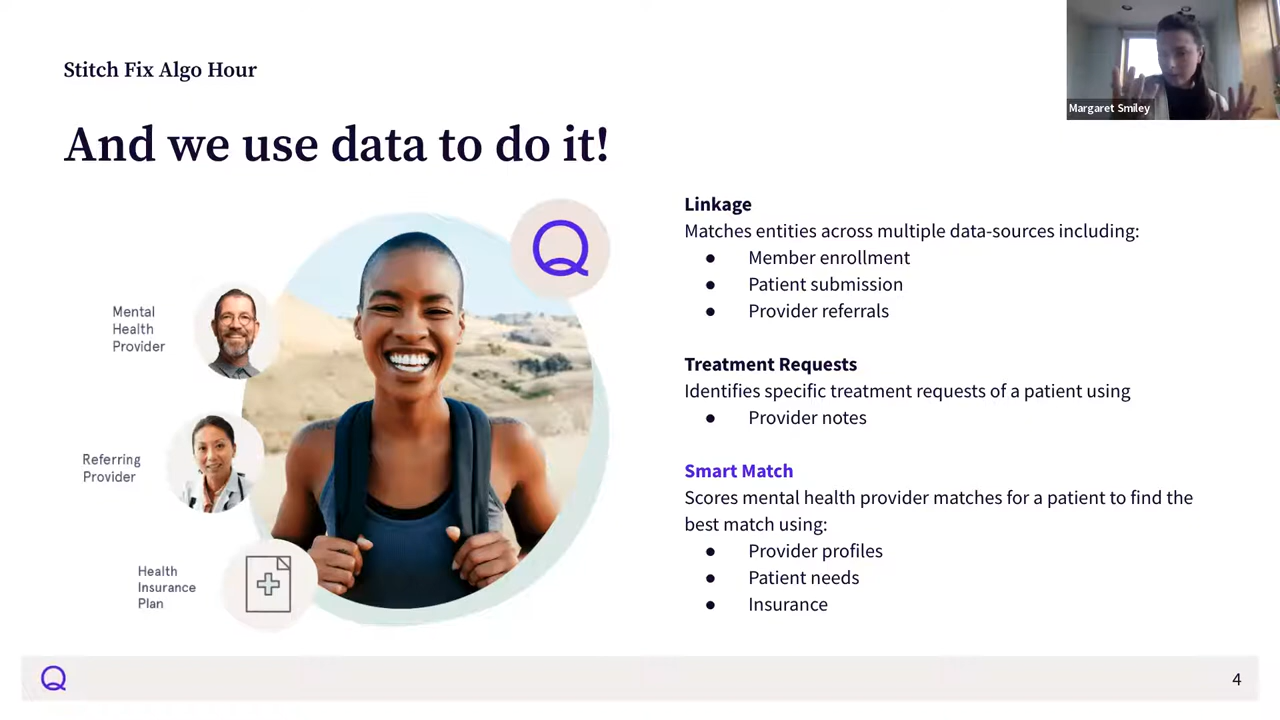 Stitch Fix Algo Hour
Margaret Smiley
And we use data to do it!
Q
Mental
Health
Provider
Referring
Provider
Health
Insurance
Plan
Linkage
Matches entities across multiple data-sources including:
● Member enrollment
● Patient submission
● Provider referrals
Treatment Requests
Identifies specific treatment requests of a patient using
● Provider notes
Smart Match
Scores mental health provider matches for a patient to find the
best match using:
● Provider profiles
● Patient needs
● Insurance
Q
4